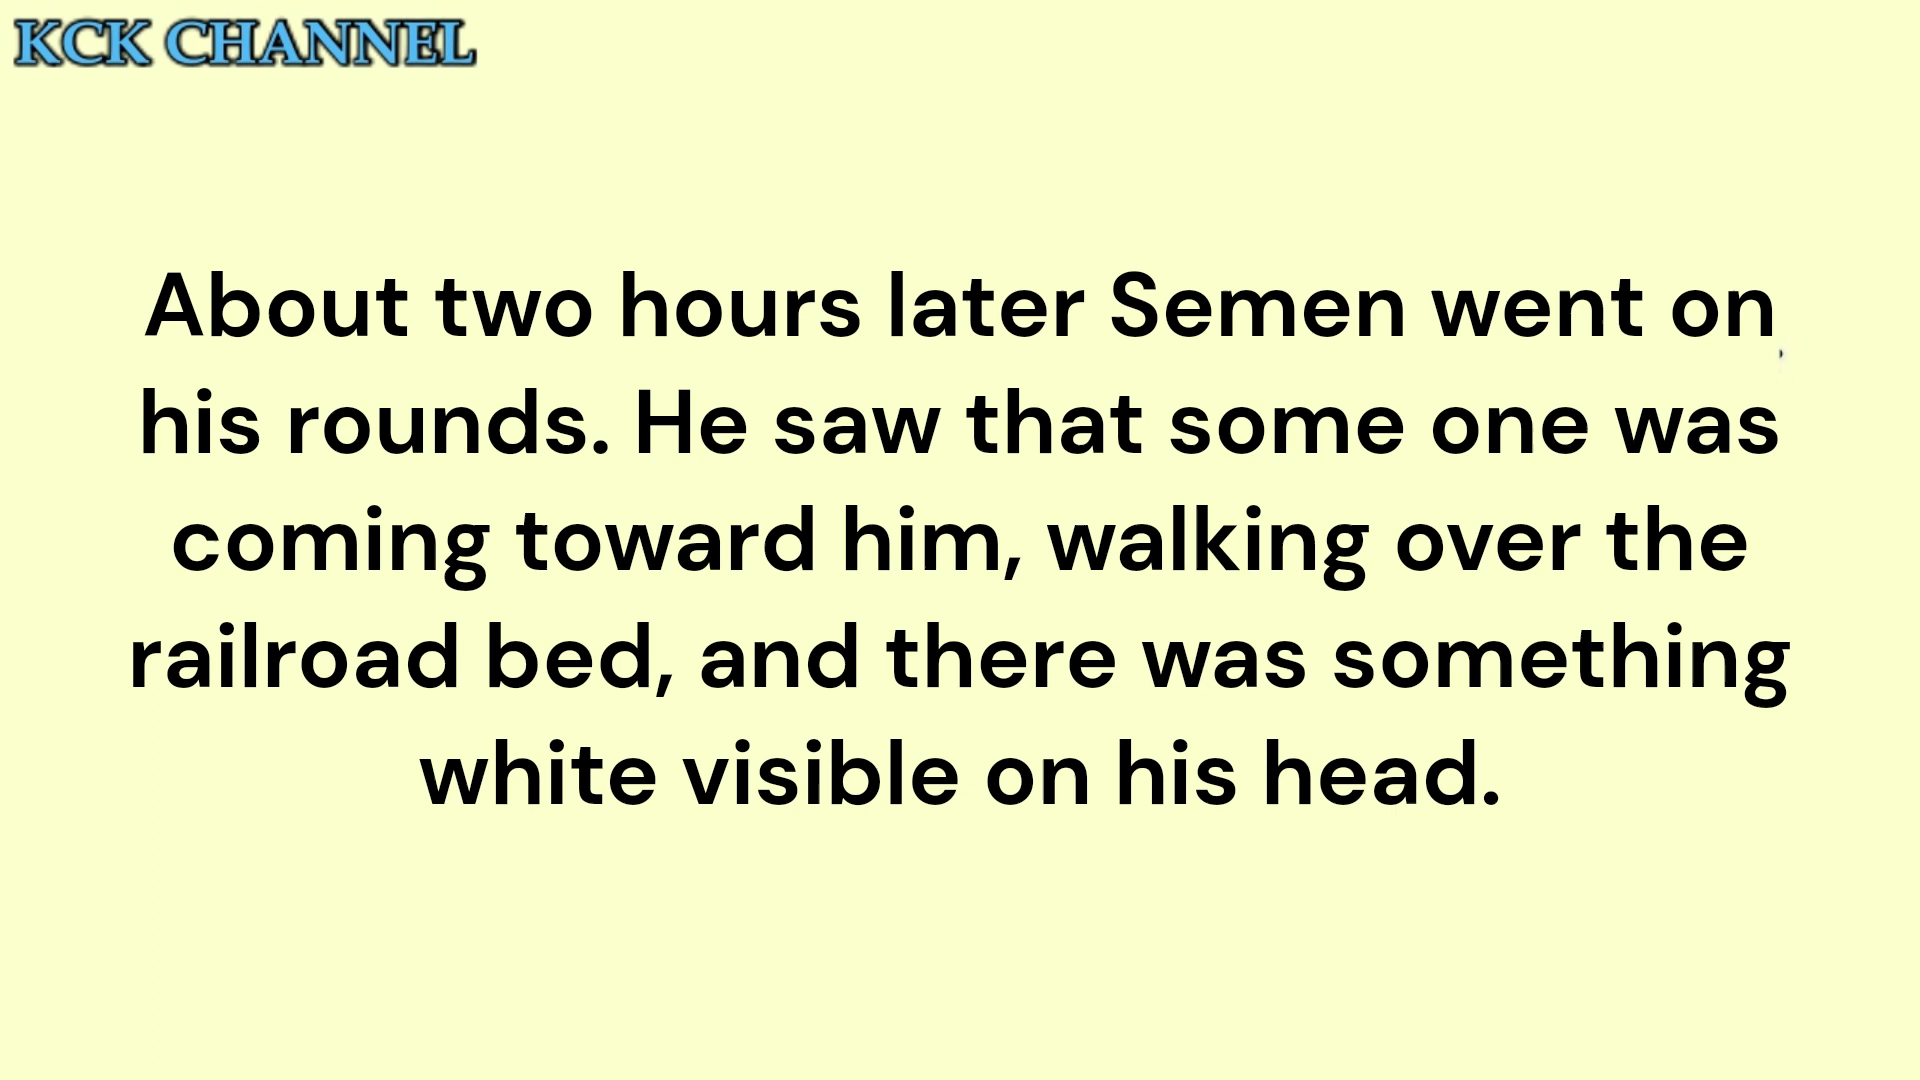 KCK CHANNEL
About two hours later Semen went on
his rounds. He saw that some one was
coming toward him, walking over the
railroad bed, and there was something
white visible on his head.